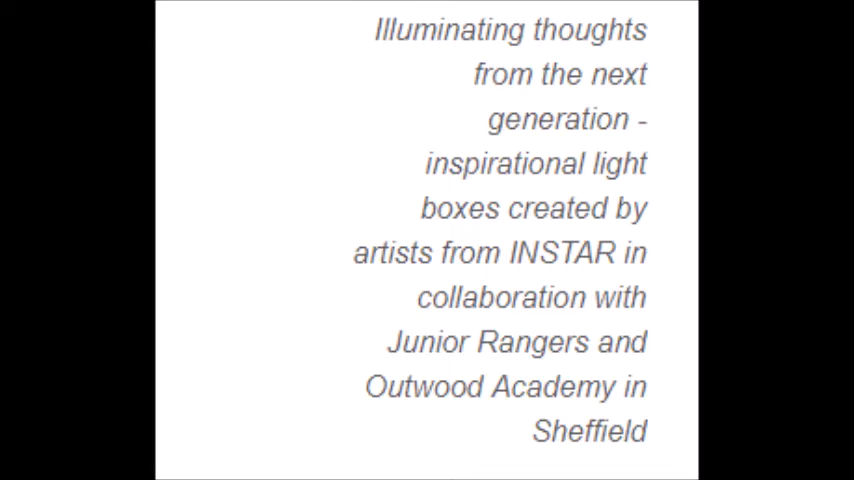 Illuminating thoughts
from the next
generation -
inspirational light
boxes created by
artists from INSTAR in
collaboration with
Junior Rangers and
Outwood Academy in
Sheffield